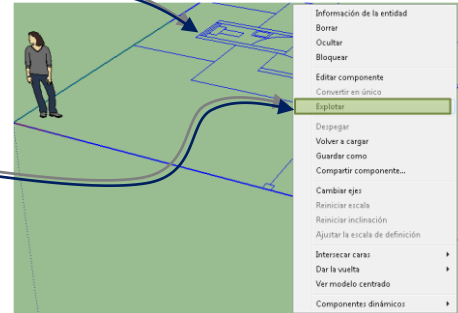 Información de la entidad
Borrar
Ocultar
Bloquear
Editar componente
Convertir en único
Explotar
Despegar
Volver a cargar
Guardar como
Compartir componente...
Cambiar ejes
Reiniciar escala
Reiniciar inclinación
Ajustar la escala de definición
Intersecar caras
Dar la vuelta
Ver modelo centrado
Componentes dinámicos